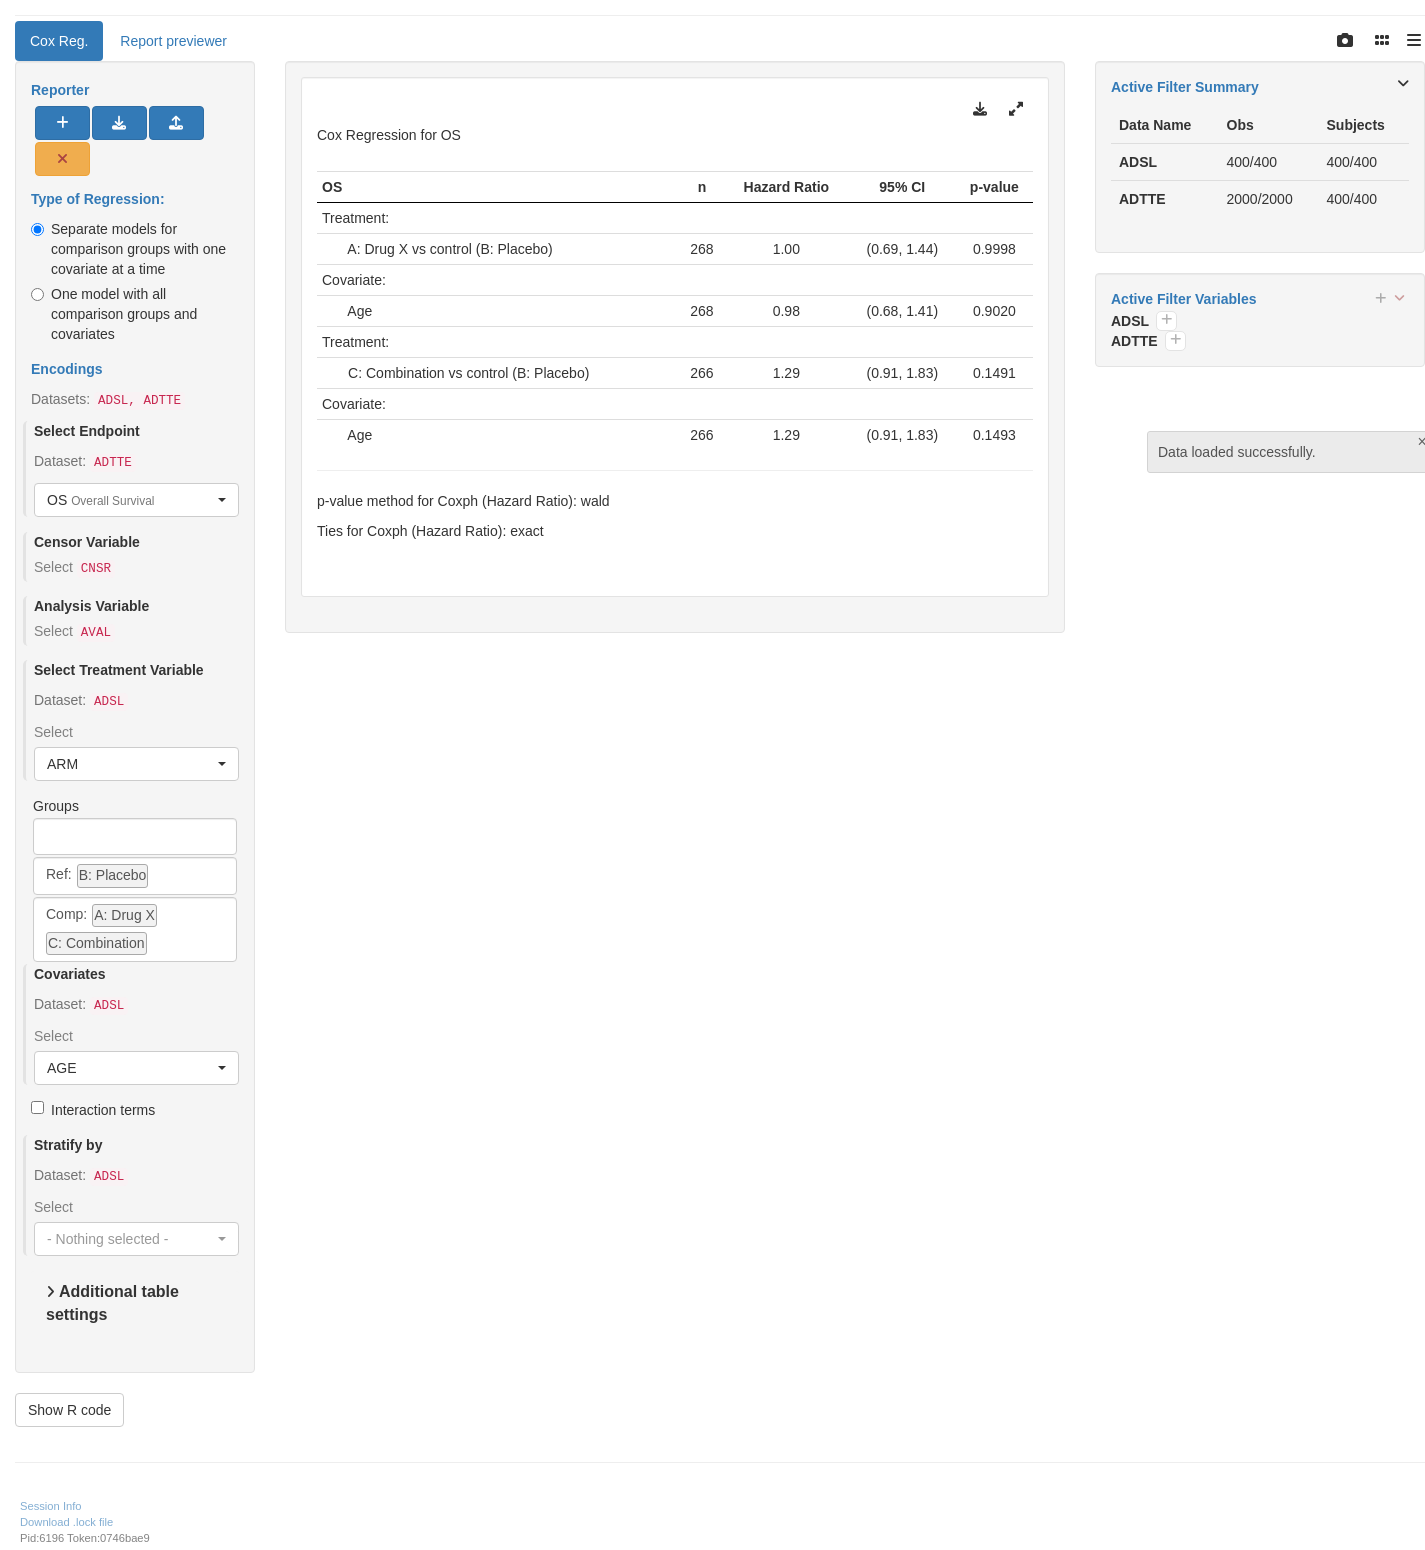 Cox Reg.
Report previewer
Reporter
Type of Regression:
Separate models for
comparison groups with one
covariate at a time
One model with all
comparison groups and
covariates
Encodings
Datasets: ADSL, ADTTE
Select Endpoint
Dataset: ADTTE
OS Overall Survival
Censor Variable
Select CNSR
Analysis Variable
Select AVAL
Select Treatment Variable
Dataset: ADSL
Select
ARM
Groups
Ref: B: Placebo
Comp: A: Drug X
C: Combination
Covariates
Dataset: ADSL
Select
AGE
Interaction terms
Stratify by
Dataset: ADSL
Select
- Nothing selected -
Additional table
settings
Show R code
Cox Regression for OS
OS n Hazard Ratio 95% CI p-value
Treatment:
A: Drug X vs control (B: Placebo) 268 1.00 (0.69, 1.44) 0.9998
Covariate:
Age 268 0.98 (0.68, 1.41) 0.9020
Treatment:
C: Combination vs control (B: Placebo) 266 1.29 (0.91, 1.83) 0.1491
Covariate:
Age 266 1.29 (0.91, 1.83) 0.1493
p-value method for Coxph (Hazard Ratio): wald
Ties for Coxph (Hazard Ratio): exact
Active Filter Summary
Data Name Obs Subjects
ADSL 400/400 400/400
ADTTE 2000/2000 400/400
Active Filter Variables
ADSL
ADTTE
Data loaded successfully.
Session Info
Download .lock file
Pid:6196 Token:0746bae9